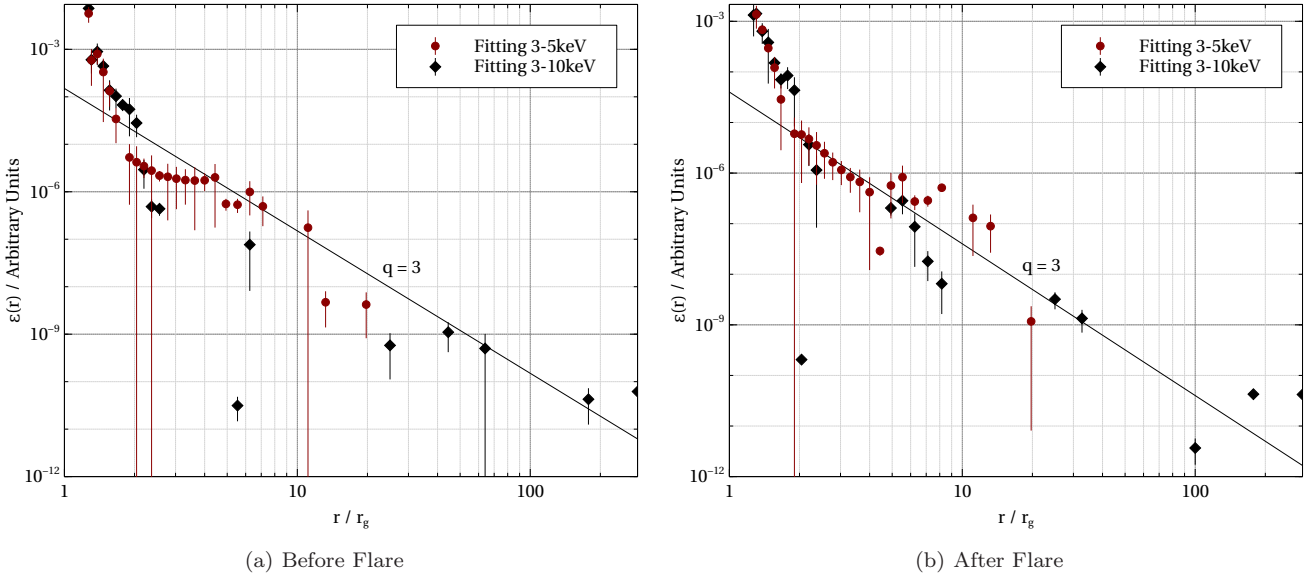 ε(r) / Arbitrary Units
10⁻³
10⁻⁶
10⁻⁹
10⁻¹²
Fitting 3-5keV
Fitting 3-10keV
q = 3
1
10
100
r / r_g
(a) Before Flare
ε(r) / Arbitrary Units
10⁻³
10⁻⁶
10⁻⁹
10⁻¹²
Fitting 3-5keV
Fitting 3-10keV
q = 3
1
10
100
r / r_g
(b) After Flare